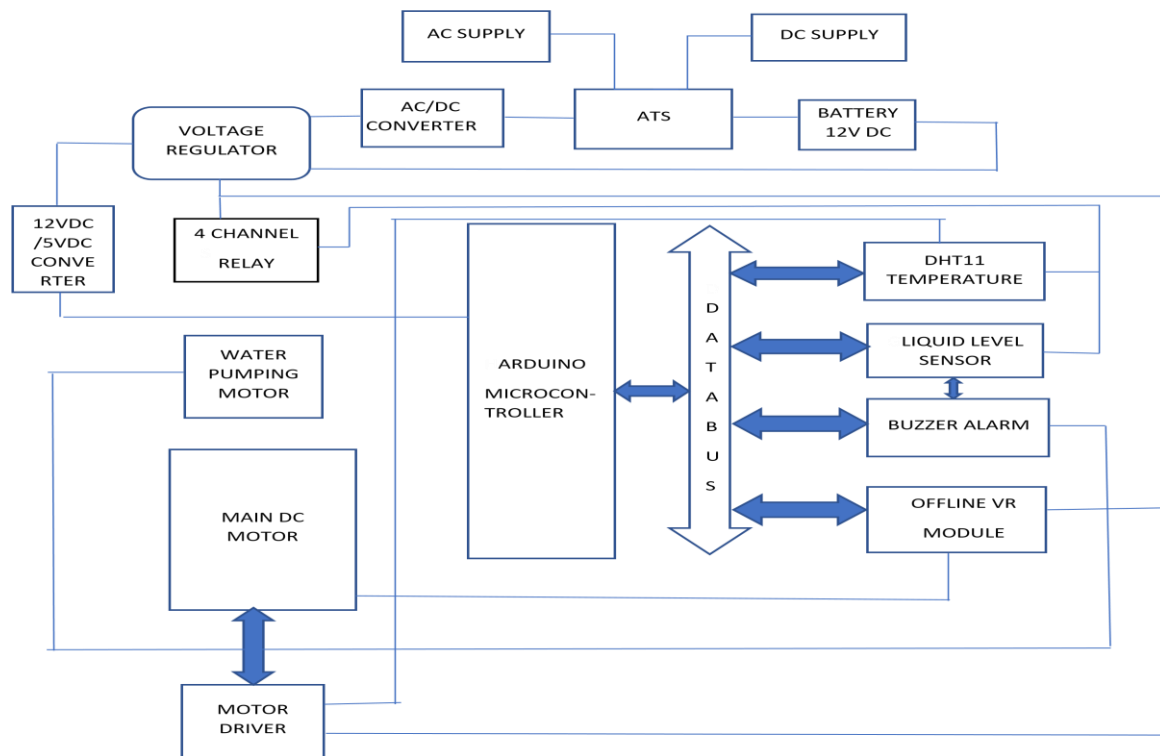 AC SUPPLY
DC SUPPLY
AC/DC
CONVERTER
ATS
BATTERY
12V DC
VOLTAGE
REGULATOR
12VDC
/5VDC
CONVE
RTER
4 CHANNEL
RELAY
DHT11
TEMPERATURE
WATER
PUMPING
MOTOR
ARDUINO
MICROCON-
TROLLER
D
A
T
A
B
U
S
LIQUID LEVEL
SENSOR
BUZZER ALARM
OFFLINE VR
MODULE
MAIN DC
MOTOR
MOTOR
DRIVER